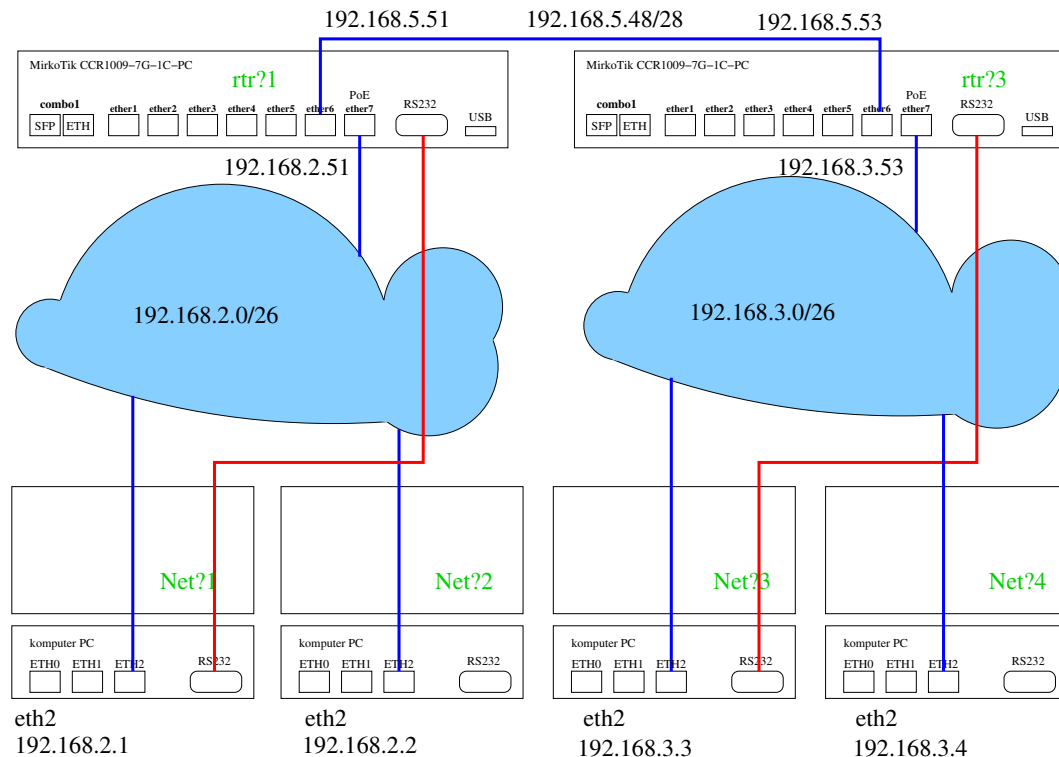 192.168.5.51
192.168.5.48/28
192.168.5.53
MirkoTik CCR1009-7G-1C-PC
rtr?1
combo1
SFP
ETH
ether1
ether2
ether3
ether4
ether5
ether6
PoE
ether7
RS232
USB
MirkoTik CCR1009-7G-1C-PC
rtr?3
combo1
SFP
ETH
ether1
ether2
ether3
ether4
ether5
ether6
PoE
ether7
RS232
USB
192.168.2.51
192.168.3.53
192.168.2.0/26
192.168.3.0/26
Net?1
Net?2
Net?3
Net?4
komputer PC
ETH0
ETH1
ETH2
RS232
komputer PC
ETH0
ETH1
ETH2
RS232
komputer PC
ETH0
ETH1
ETH2
RS232
komputer PC
ETH0
ETH1
ETH2
RS232
eth2
192.168.2.1
eth2
192.168.2.2
eth2
192.168.3.3
eth2
192.168.3.4